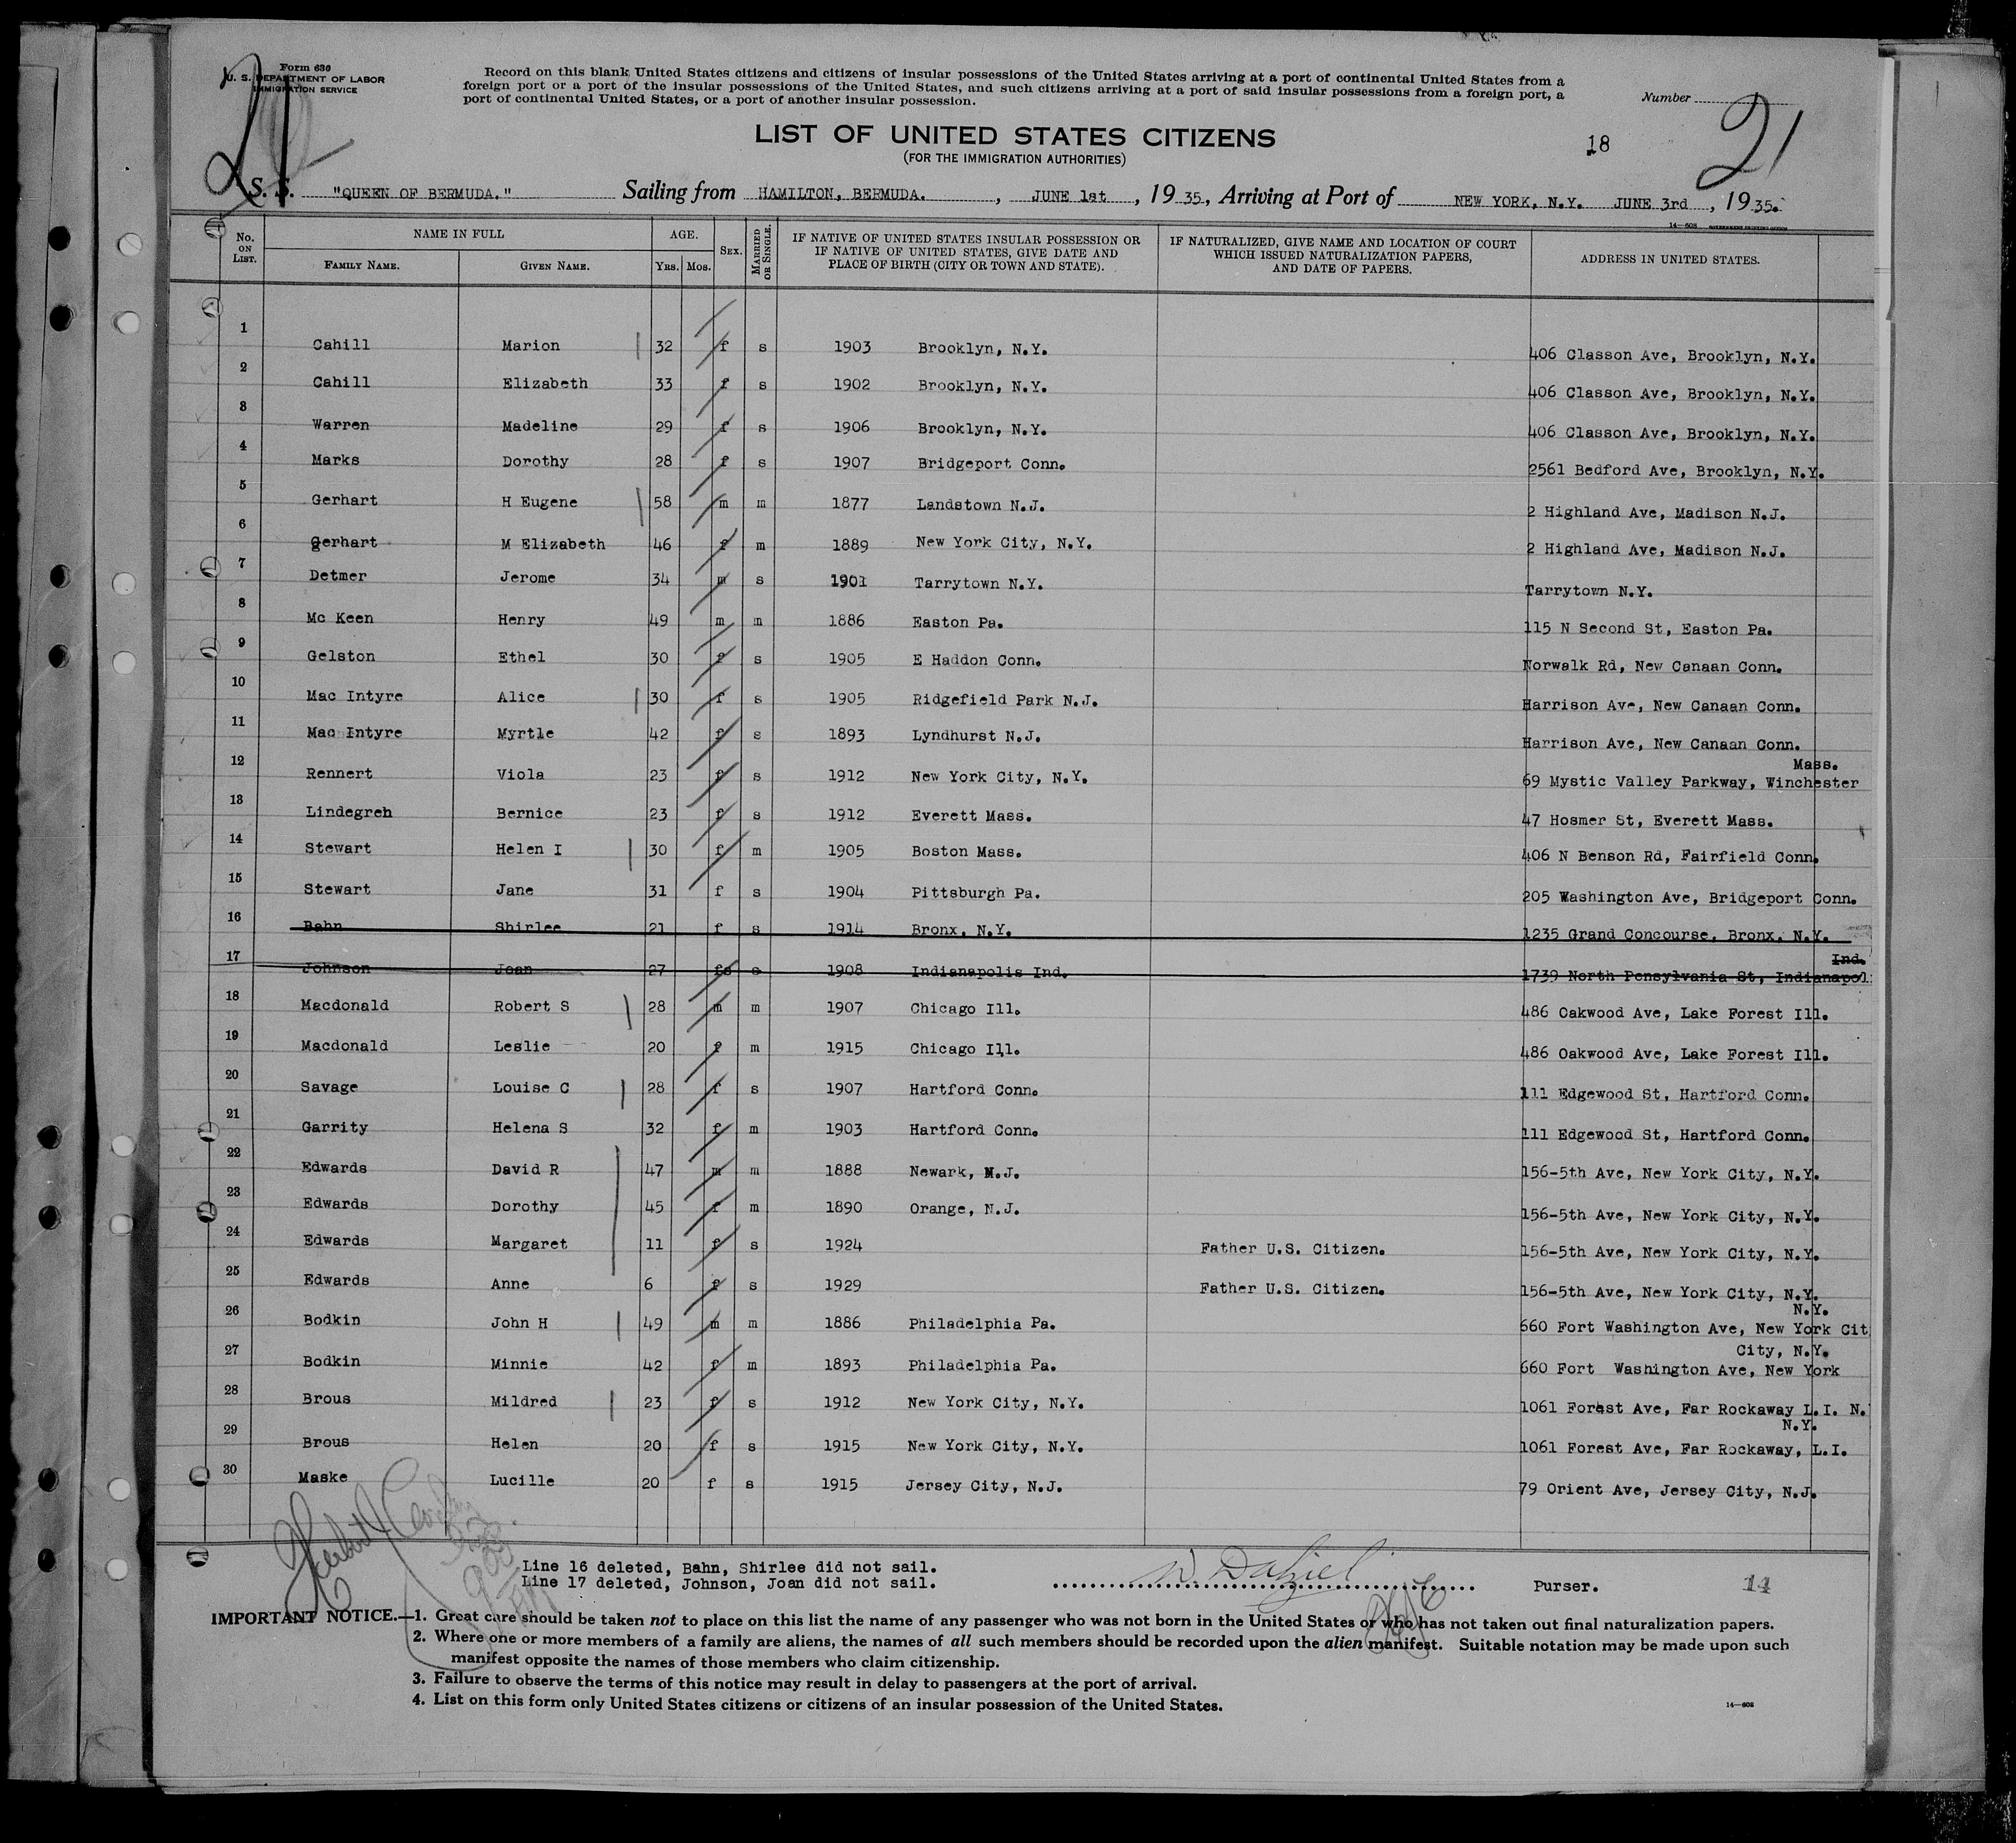 Form 630
U. S. DEPARTMENT OF LABOR
IMMIGRATION SERVICE
Record on this blank United States citizens and citizens of insular possessions of the United States arriving at a port of continental United States from a
foreign port or a port of the insular possessions of the United States, and such citizens arriving at a port of said insular possessions from a foreign port, a
port of continental United States, or a port of another insular possession.
Number
21
LIST OF UNITED STATES CITIZENS
(FOR THE IMMIGRATION AUTHORITIES)
18
S. S. "QUEEN OF BERMUDA." Sailing from HAMILTON, BERMUDA. , JUNE 1st , 19 35, Arriving at Port of NEW YORK, N.Y. JUNE 3rd , 19 35.
14—608 GOVERNMENT PRINTING OFFICE
No. on List. NAME IN FULL Family Name. Given Name. AGE. Yrs. Mos. Sex. Married or Single. IF NATIVE OF UNITED STATES INSULAR POSSESSION OR IF NATIVE OF UNITED STATES, GIVE DATE AND PLACE OF BIRTH (CITY OR TOWN AND STATE). IF NATURALIZED, GIVE NAME AND LOCATION OF COURT WHICH ISSUED NATURALIZATION PAPERS, AND DATE OF PAPERS. ADDRESS IN UNITED STATES.
1 Cahill Marion 32 f s 1903 Brooklyn, N.Y. 406 Classon Ave, Brooklyn, N.Y.
2 Cahill Elizabeth 33 f s 1902 Brooklyn, N.Y. 406 Classon Ave, Brooklyn, N.Y.
3 Warren Madeline 29 f s 1906 Brooklyn, N.Y. 406 Classon Ave, Brooklyn, N.Y.
4 Marks Dorothy 28 f s 1907 Bridgeport Conn. 2561 Bedford Ave, Brooklyn, N.Y.
5 Gerhart H Eugene 58 m m 1877 Landstown N.J. 2 Highland Ave, Madison N.J.
6 Gerhart M Elizabeth 46 f m 1889 New York City, N.Y. 2 Highland Ave, Madison N.J.
7 Detmer Jerome 34 m s 1901 Tarrytown N.Y. Tarrytown N.Y.
8 Mc Keen Henry 49 m m 1886 Easton Pa. 115 N Second St, Easton Pa.
9 Gelston Ethel 30 f s 1905 E Haddon Conn. Norwalk Rd, New Canaan Conn.
10 Mac Intyre Alice 30 f s 1905 Ridgefield Park N.J. Harrison Ave, New Canaan Conn.
11 Mac Intyre Myrtle 42 f s 1893 Lyndhurst N.J. Harrison Ave, New Canaan Conn.
12 Rennert Viola 23 f s 1912 New York City, N.Y. 69 Mystic Valley Parkway, Winchester Mass.
13 Lindegreh Bernice 23 f s 1912 Everett Mass. 47 Hosmer St, Everett Mass.
14 Stewart Helen I 30 f m 1905 Boston Mass. 406 N Benson Rd, Fairfield Conn.
15 Stewart Jane 31 f s 1904 Pittsburgh Pa. 205 Washington Ave, Bridgeport Conn.
16 Bahn Shirlee 21 f s 1914 Bronx, N.Y. 1235 Grand Concourse, Bronx, N.Y.
17 Johnson Joan 27 fs s 1908 Indianapolis Ind. 1739 North Pensylvania St, Indianapol Ind.
18 Macdonald Robert S 28 m m 1907 Chicago Ill. 486 Oakwood Ave, Lake Forest Ill.
19 Macdonald Leslie 20 f m 1915 Chicago Ill. 486 Oakwood Ave, Lake Forest Ill.
20 Savage Louise C 28 f s 1907 Hartford Conn. 111 Edgewood St, Hartford Conn.
21 Garrity Helena S 32 f m 1903 Hartford Conn. 111 Edgewood St, Hartford Conn.
22 Edwards David R 47 m m 1888 Newark, N.J. 156-5th Ave, New York City, N.Y.
23 Edwards Dorothy 45 f m 1890 Orange, N.J. 156-5th Ave, New York City, N.Y.
24 Edwards Margaret 11 f s 1924 Father U.S. Citizen. 156-5th Ave, New York City, N.Y.
25 Edwards Anne 6 f s 1929 Father U.S. Citizen. 156-5th Ave, New York City, N.Y.
26 Bodkin John H 49 m m 1886 Philadelphia Pa. 660 Fort Washington Ave, New York Cit N.Y.
27 Bodkin Minnie 42 f m 1893 Philadelphia Pa. 660 Fort Washington Ave, New York City, N.Y.
28 Brous Mildred 23 f s 1912 New York City, N.Y. 1061 Forest Ave, Far Rockaway L.I. N.
29 Brous Helen 20 f s 1915 New York City, N.Y. 1061 Forest Ave, Far Rockaway, L.I. N.Y.
30 Maske Lucille 20 f s 1915 Jersey City, N.J. 79 Orient Ave, Jersey City, N.J.
Line 16 deleted, Bahn, Shirlee did not sail.
Line 17 deleted, Johnson, Joan did not sail.
W Dalziel Purser. 14
IMPORTANT NOTICE.—1. Great care should be taken not to place on this list the name of any passenger who was not born in the United States or who has not taken out final naturalization papers.
2. Where one or more members of a family are aliens, the names of all such members should be recorded upon the alien manifest. Suitable notation may be made upon such
manifest opposite the names of those members who claim citizenship.
3. Failure to observe the terms of this notice may result in delay to passengers at the port of arrival.
4. List on this form only United States citizens or citizens of an insular possession of the United States.
14—608